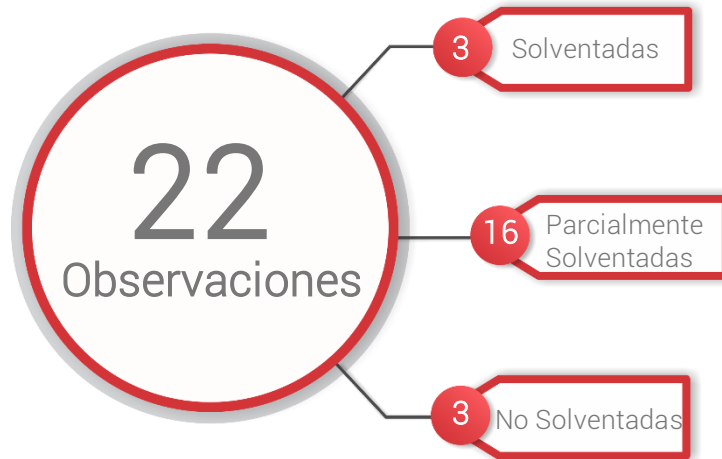 22
Observaciones
3
Solventadas
16
Parcialmente
Solventadas
3
No Solventadas